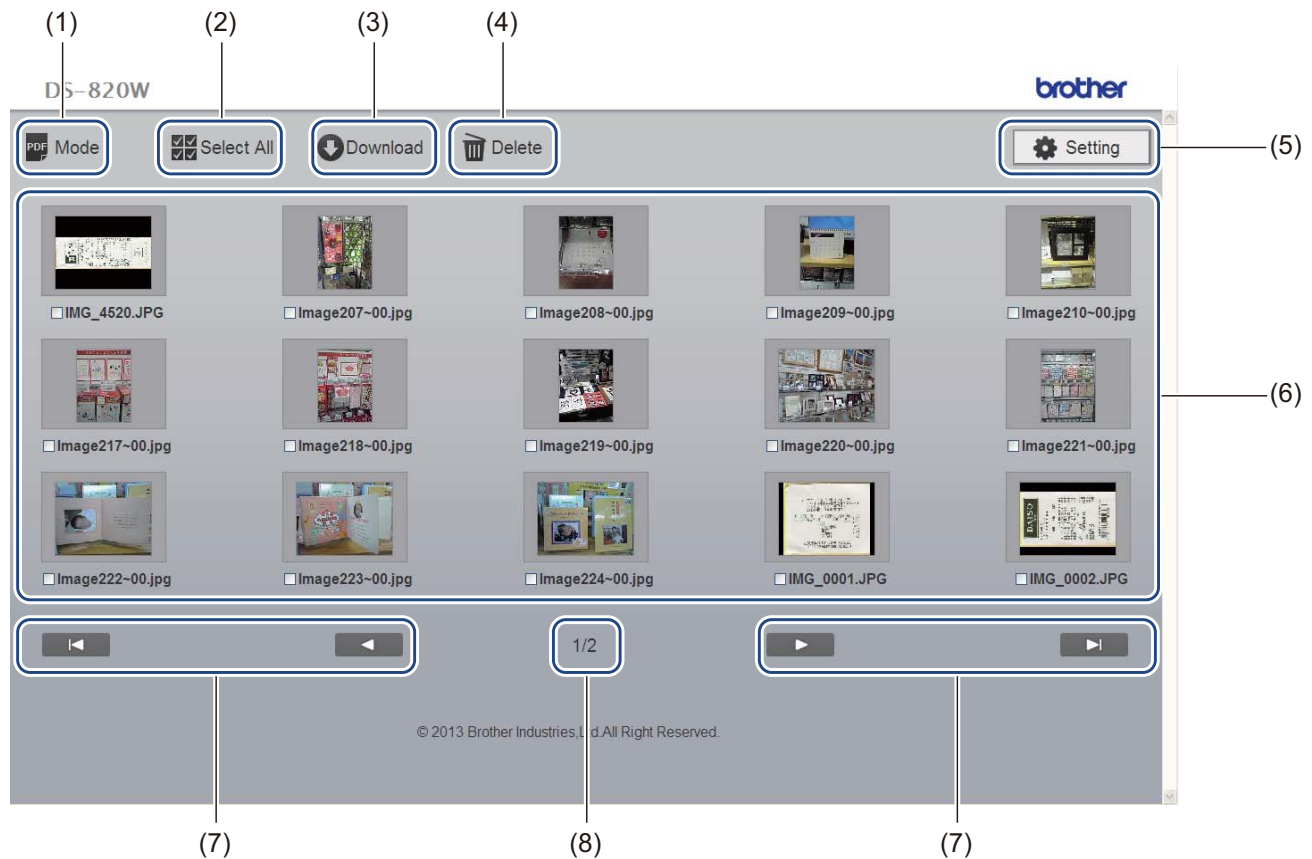 (1) (2) (3) (4)
DS-820W brother
PDF Mode Select All Download Delete Setting (5)
IMG_4520.JPG Image207~00.jpg Image208~00.jpg Image209~00.jpg Image210~00.jpg
(6)
Image217~00.jpg Image218~00.jpg Image219~00.jpg Image220~00.jpg Image221~00.jpg
DAISO
Image222~00.jpg Image223~00.jpg Image224~00.jpg IMG_0001.JPG IMG_0002.JPG
1/2
© 2013 Brother Industries,Ltd.All Right Reserved.
(7) (8) (7)